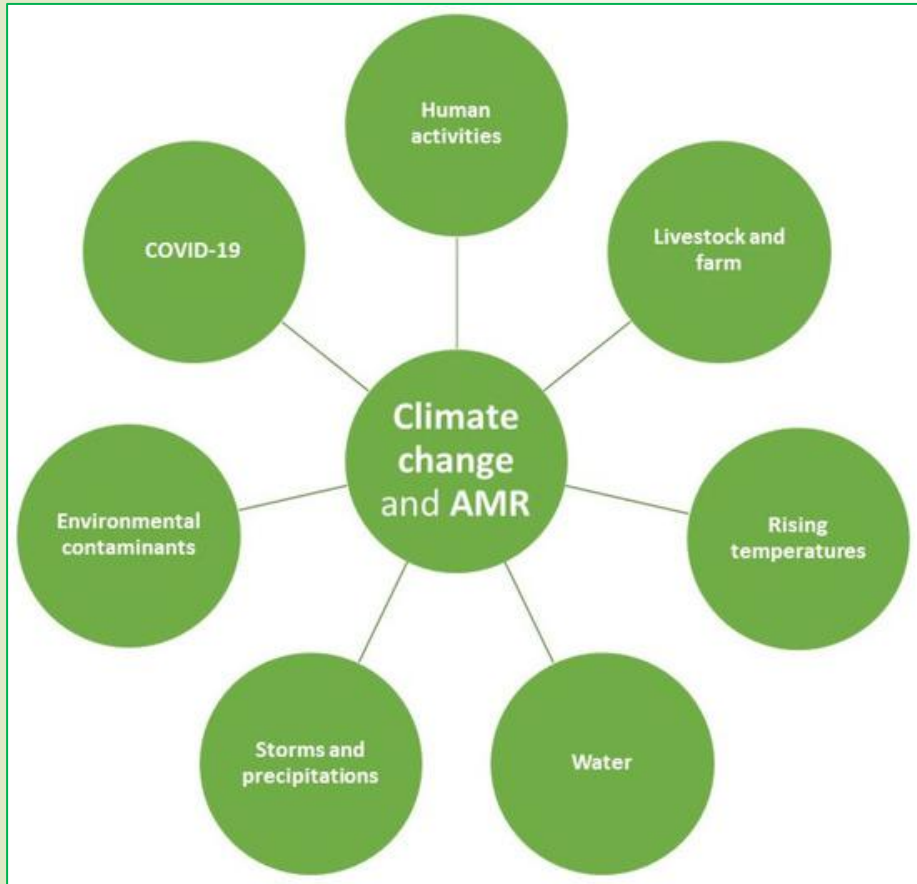 Human
activities
COVID-19
Livestock and
farm
Climate
change
and AMR
Environmental
contaminants
Rising
temperatures
Storms and
precipitations
Water